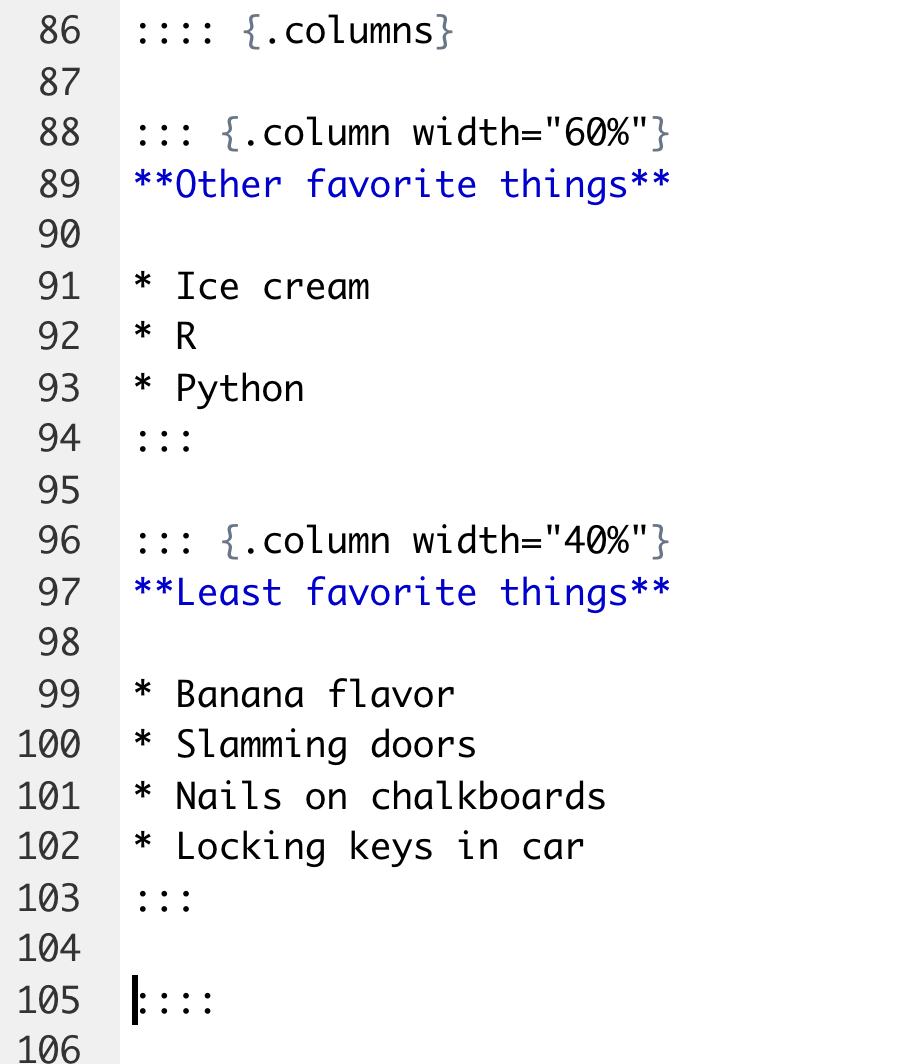 86 :::: {.columns}
87
88 ::: {.column width="60%"}
89 **Other favorite things**
90
91 * Ice cream
92 * R
93 * Python
94 :::
95
96 ::: {.column width="40%"}
97 **Least favorite things**
98
99 * Banana flavor
100 * Slamming doors
101 * Nails on chalkboards
102 * Locking keys in car
103 :::
104
105 ::::
106